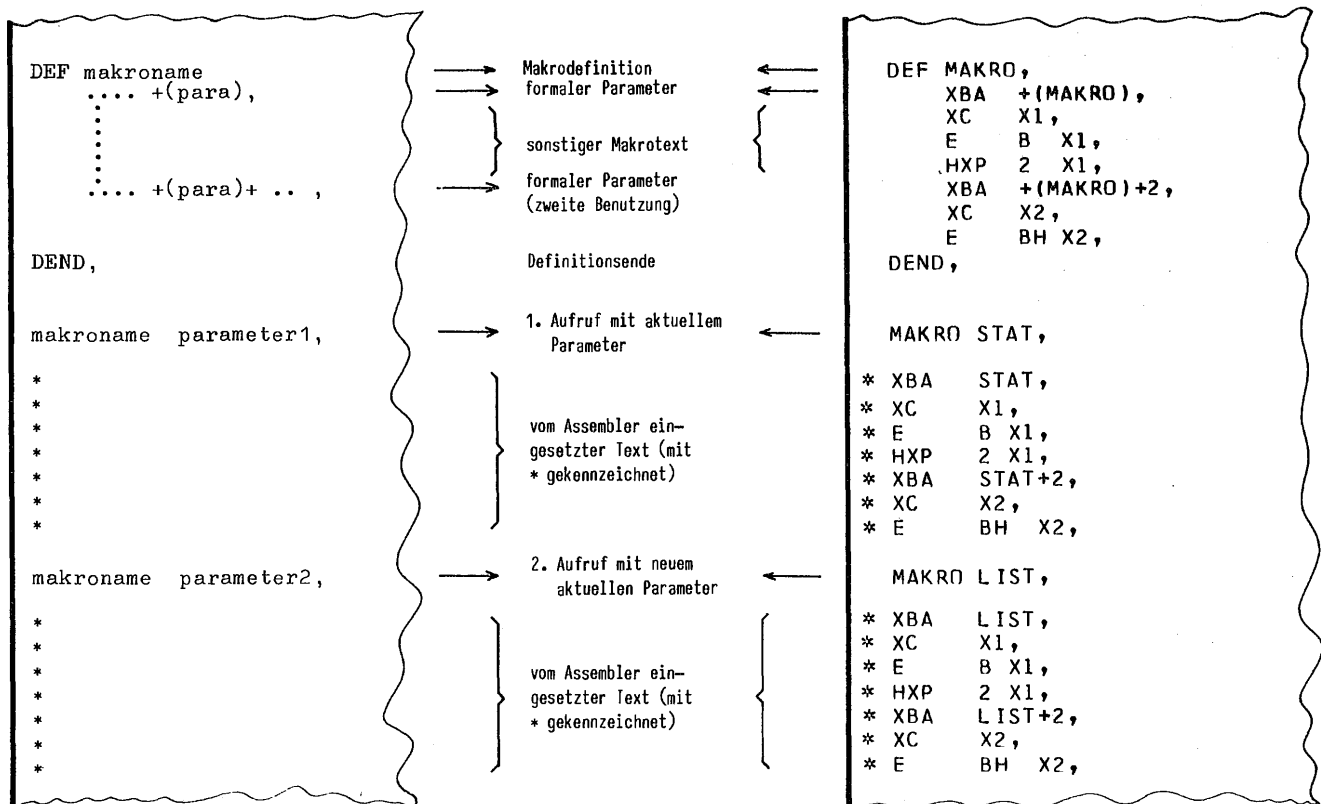 DEF makroname
.... +(para),
.... +(para)+ .. ,
DEND,
makroname parameter1,
*
*
*
*
*
*
*
makroname parameter2,
*
*
*
*
*
*
*
Makrodefinition
formaler Parameter
sonstiger Makrotext
formaler Parameter
(zweite Benutzung)
Definitionsende
1. Aufruf mit aktuellem
Parameter
vom Assembler ein-
gesetzter Text (mit
* gekennzeichnet)
2. Aufruf mit neuem
aktuellen Parameter
vom Assembler ein-
gesetzter Text (mit
* gekennzeichnet)
DEF MAKRO,
XBA +(MAKRO),
XC X1,
E B X1,
HXP 2 X1,
XBA +(MAKRO)+2,
XC X2,
E BH X2,
DEND,
MAKRO STAT,
* XBA STAT,
* XC X1,
* E B X1,
* HXP 2 X1,
* XBA STAT+2,
* XC X2,
* E BH X2,
MAKRO LIST,
* XBA LIST,
* XC X1,
* E B X1,
* HXP 2 X1,
* XBA LIST+2,
* XC X2,
* E BH X2,